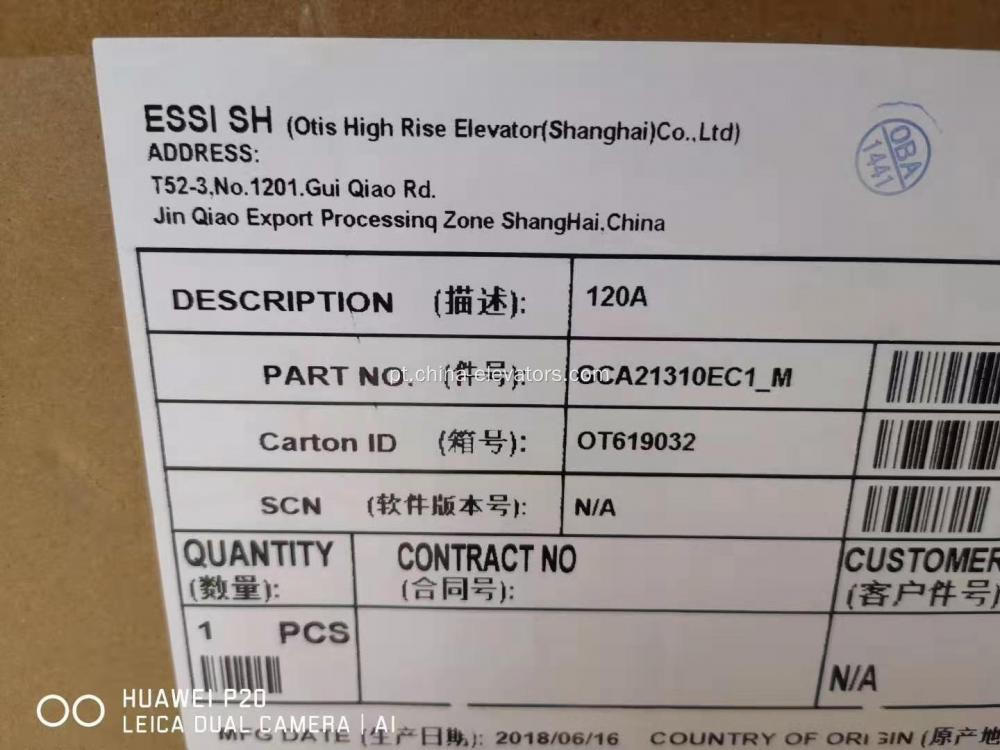 ESSI SH (Otis High Rise Elevator(Shanghai)Co.,Ltd)
ADDRESS:
T52-3,No.1201.Gui Qiao Rd.
Jin Qiao Export Processing Zone ShangHai,China
OBA
1441
DESCRIPTION (描述): 120A
PART NO. (件号): CA21310EC1_M
pt.china-elevators.com
Carton ID (箱号): OT619032
SCN (软件版本号): N/A
QUANTITY CONTRACT NO CUSTOMER
(数量): (合同号): (客户件号)
1 PCS
N/A
MFG DATE (生产日期): 2018/06/16 COUNTRY OF ORIGIN (原产地
HUAWEI P20
LEICA DUAL CAMERA | AI